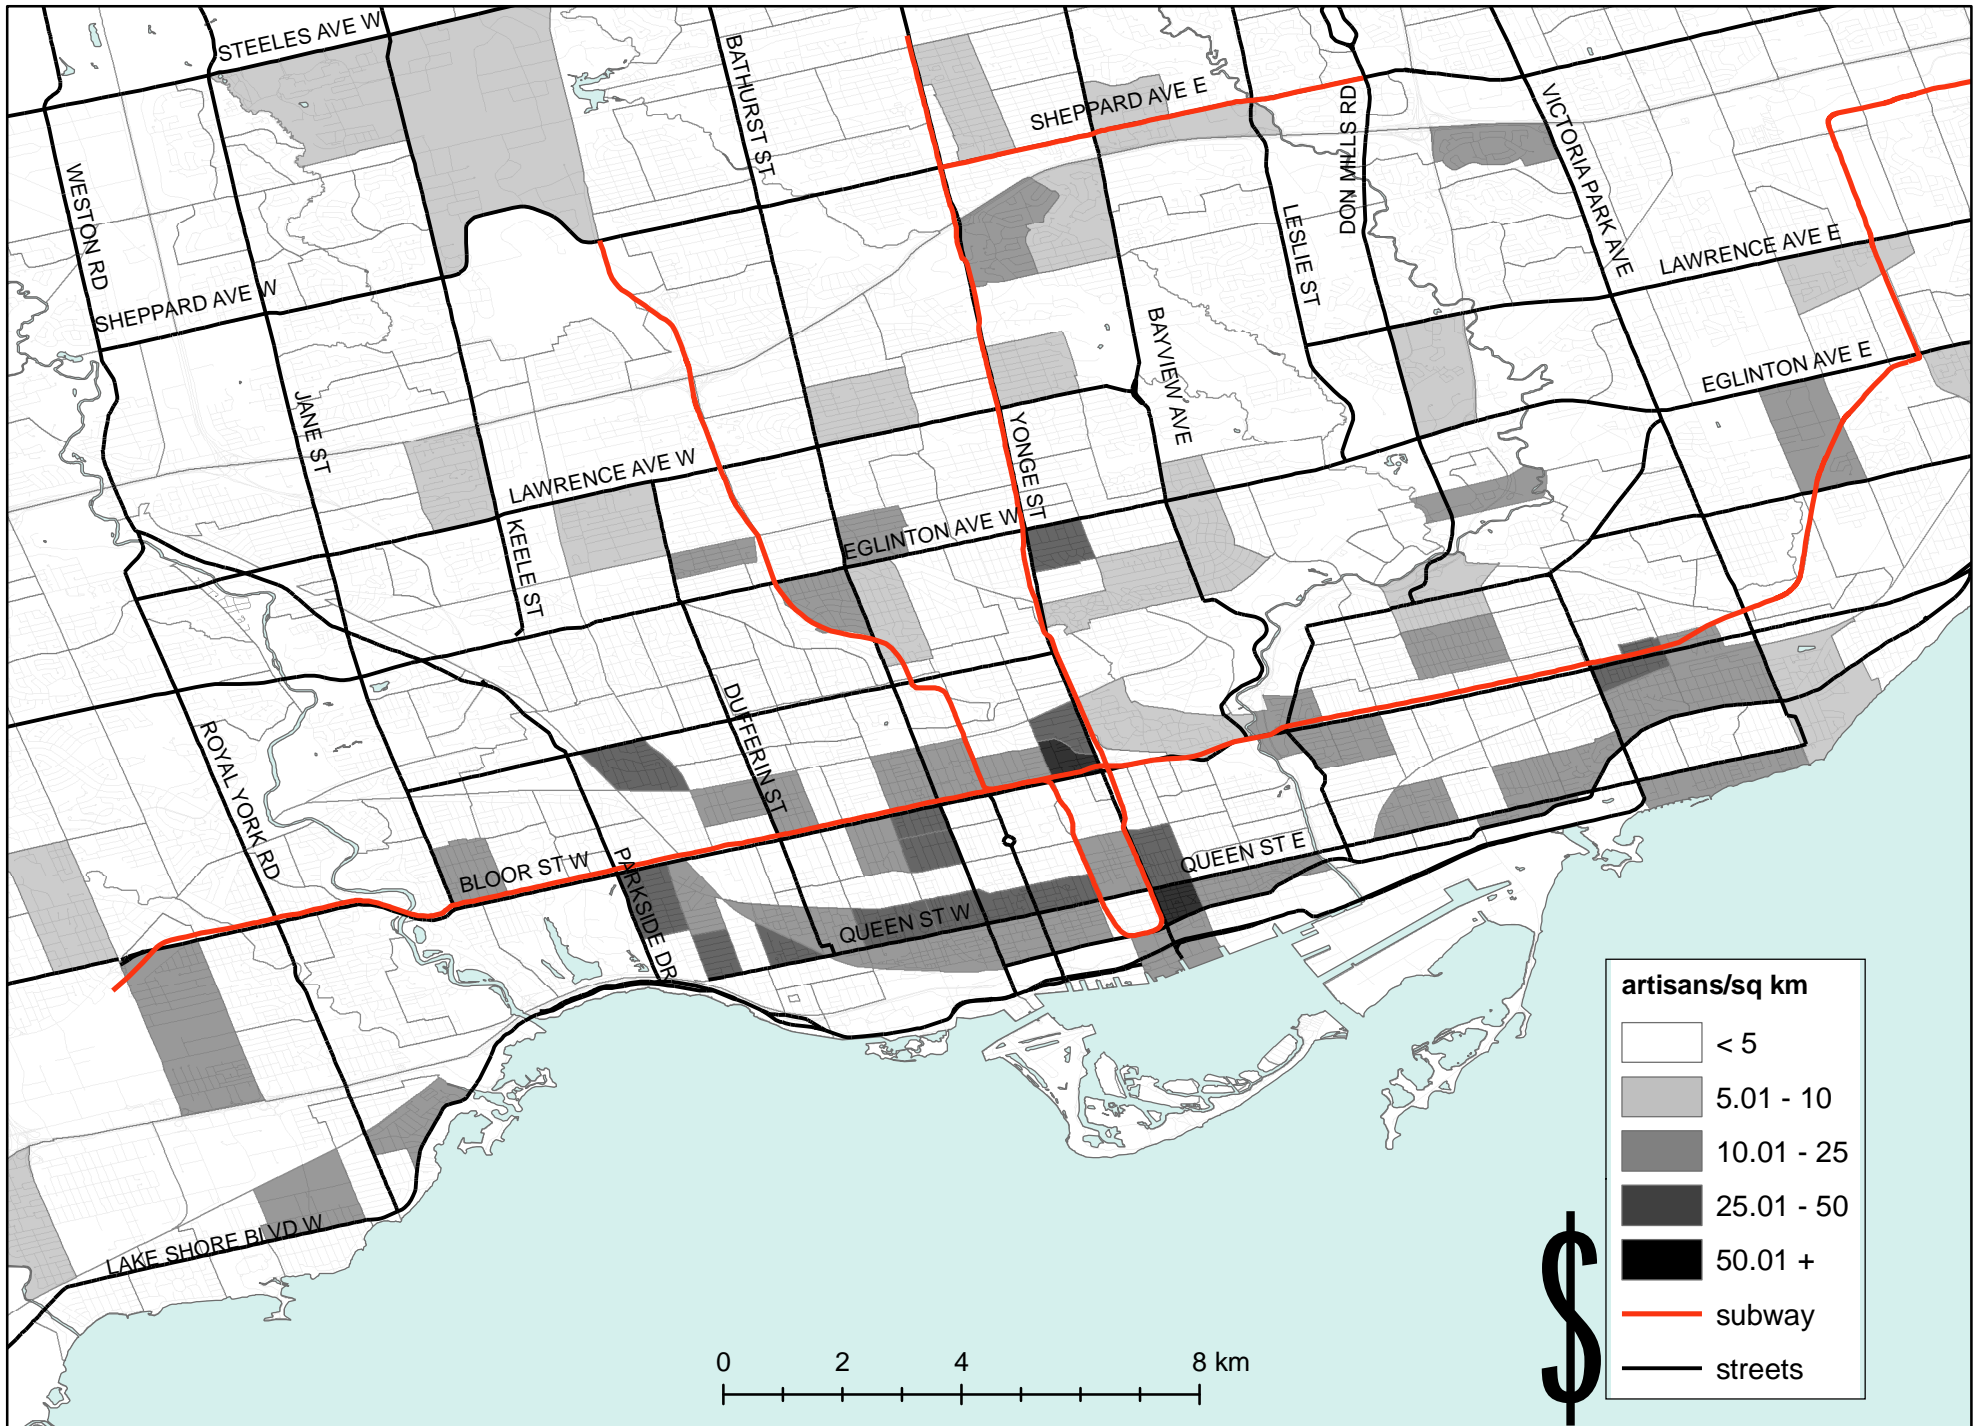 STEELES AVE W
BATHURST ST
SHEPPARD AVE E
DON MILLS RD
VICTORIA PARK AVE
WESTON RD
LESLIE ST
LAWRENCE AVE E
SHEPPARD AVE W
BAYVIEW AVE
EGLINTON AVE E
JANE ST
YONGE ST
LAWRENCE AVE W
KEELE ST
EGLINTON AVE W
DUFFERIN ST
ROYAL YORK RD
BLOOR ST W
PARKSIDE DR
QUEEN ST E
QUEEN ST W
LAKE SHORE BLVD W
artisans/sq km
< 5
5.01 - 10
10.01 - 25
25.01 - 50
50.01 +
subway
streets
$
0 2 4 8 km